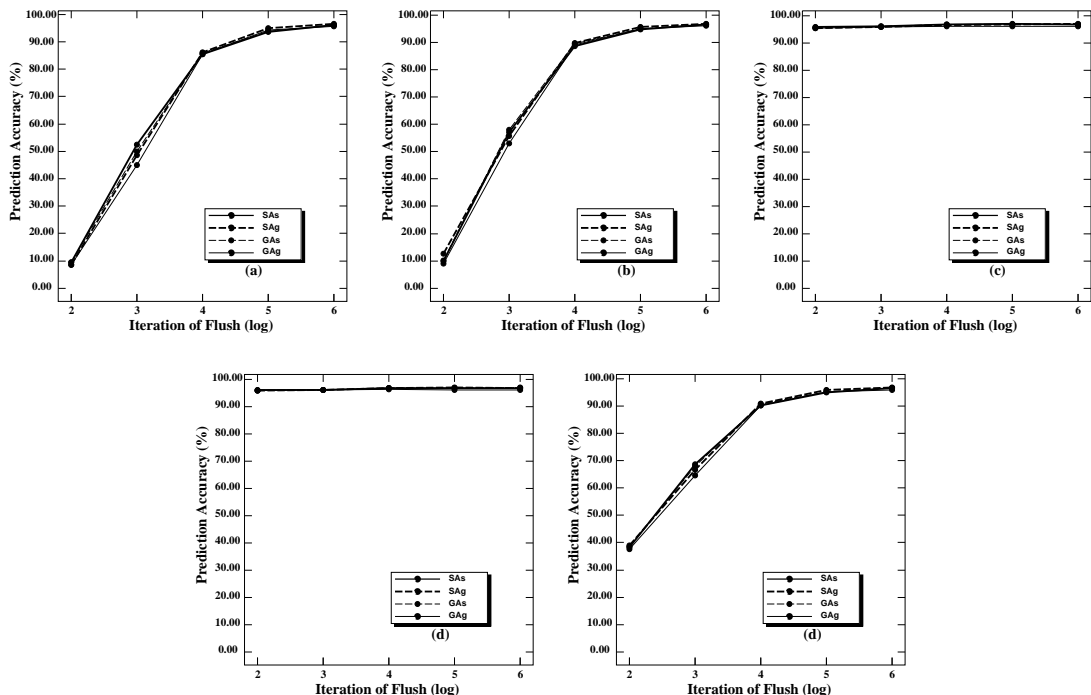 100.00
90.00
80.00
70.00
60.00
50.00
40.00
30.00
20.00
10.00
0.00
Prediction Accuracy (%)
SAs
SAg
GAs
GAg
(a)
2 3 4 5 6
Iteration of Flush (log)
100.00
90.00
80.00
70.00
60.00
50.00
40.00
30.00
20.00
10.00
0.00
Prediction Accuracy (%)
SAs
SAg
GAs
GAg
(b)
2 3 4 5 6
Iteration of Flush (log)
100.00
90.00
80.00
70.00
60.00
50.00
40.00
30.00
20.00
10.00
0.00
Prediction Accuracy (%)
SAs
SAg
GAs
GAg
(c)
2 3 4 5 6
Iteration of Flush (log)
100.00
90.00
80.00
70.00
60.00
50.00
40.00
30.00
20.00
10.00
0.00
Prediction Accuracy (%)
SAs
SAg
GAs
GAg
(d)
2 3 4 5 6
Iteration of Flush (log)
100.00
90.00
80.00
70.00
60.00
50.00
40.00
30.00
20.00
10.00
0.00
Prediction Accuracy (%)
SAs
SAg
GAs
GAg
(d)
2 3 4 5 6
Iteration of Flush (log)